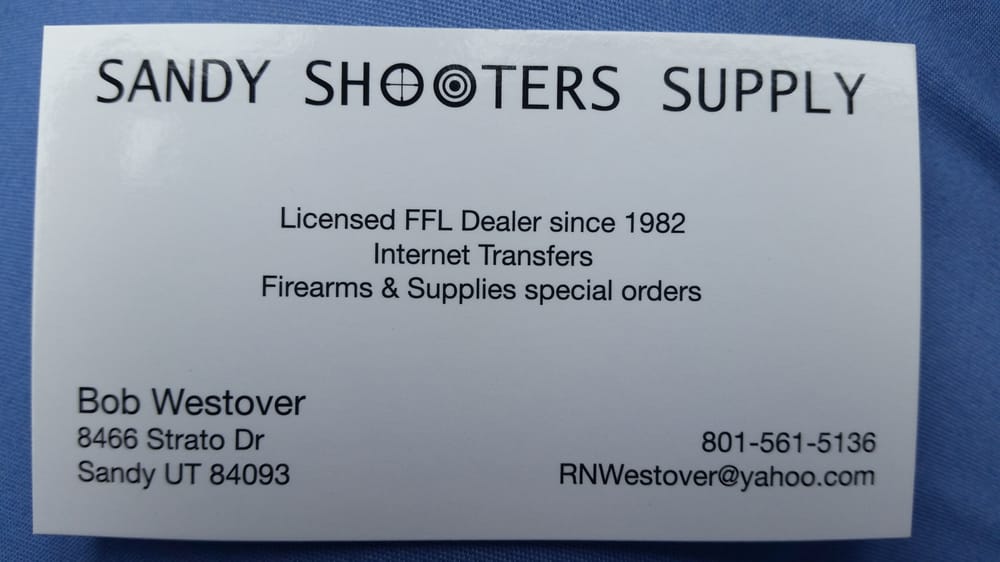 SANDY SHOOTERS SUPPLY
Licensed FFL Dealer since 1982
Internet Transfers
Firearms & Supplies special orders
Bob Westover
8466 Strato Dr
Sandy UT 84093
801-561-5136
RNWestover@yahoo.com